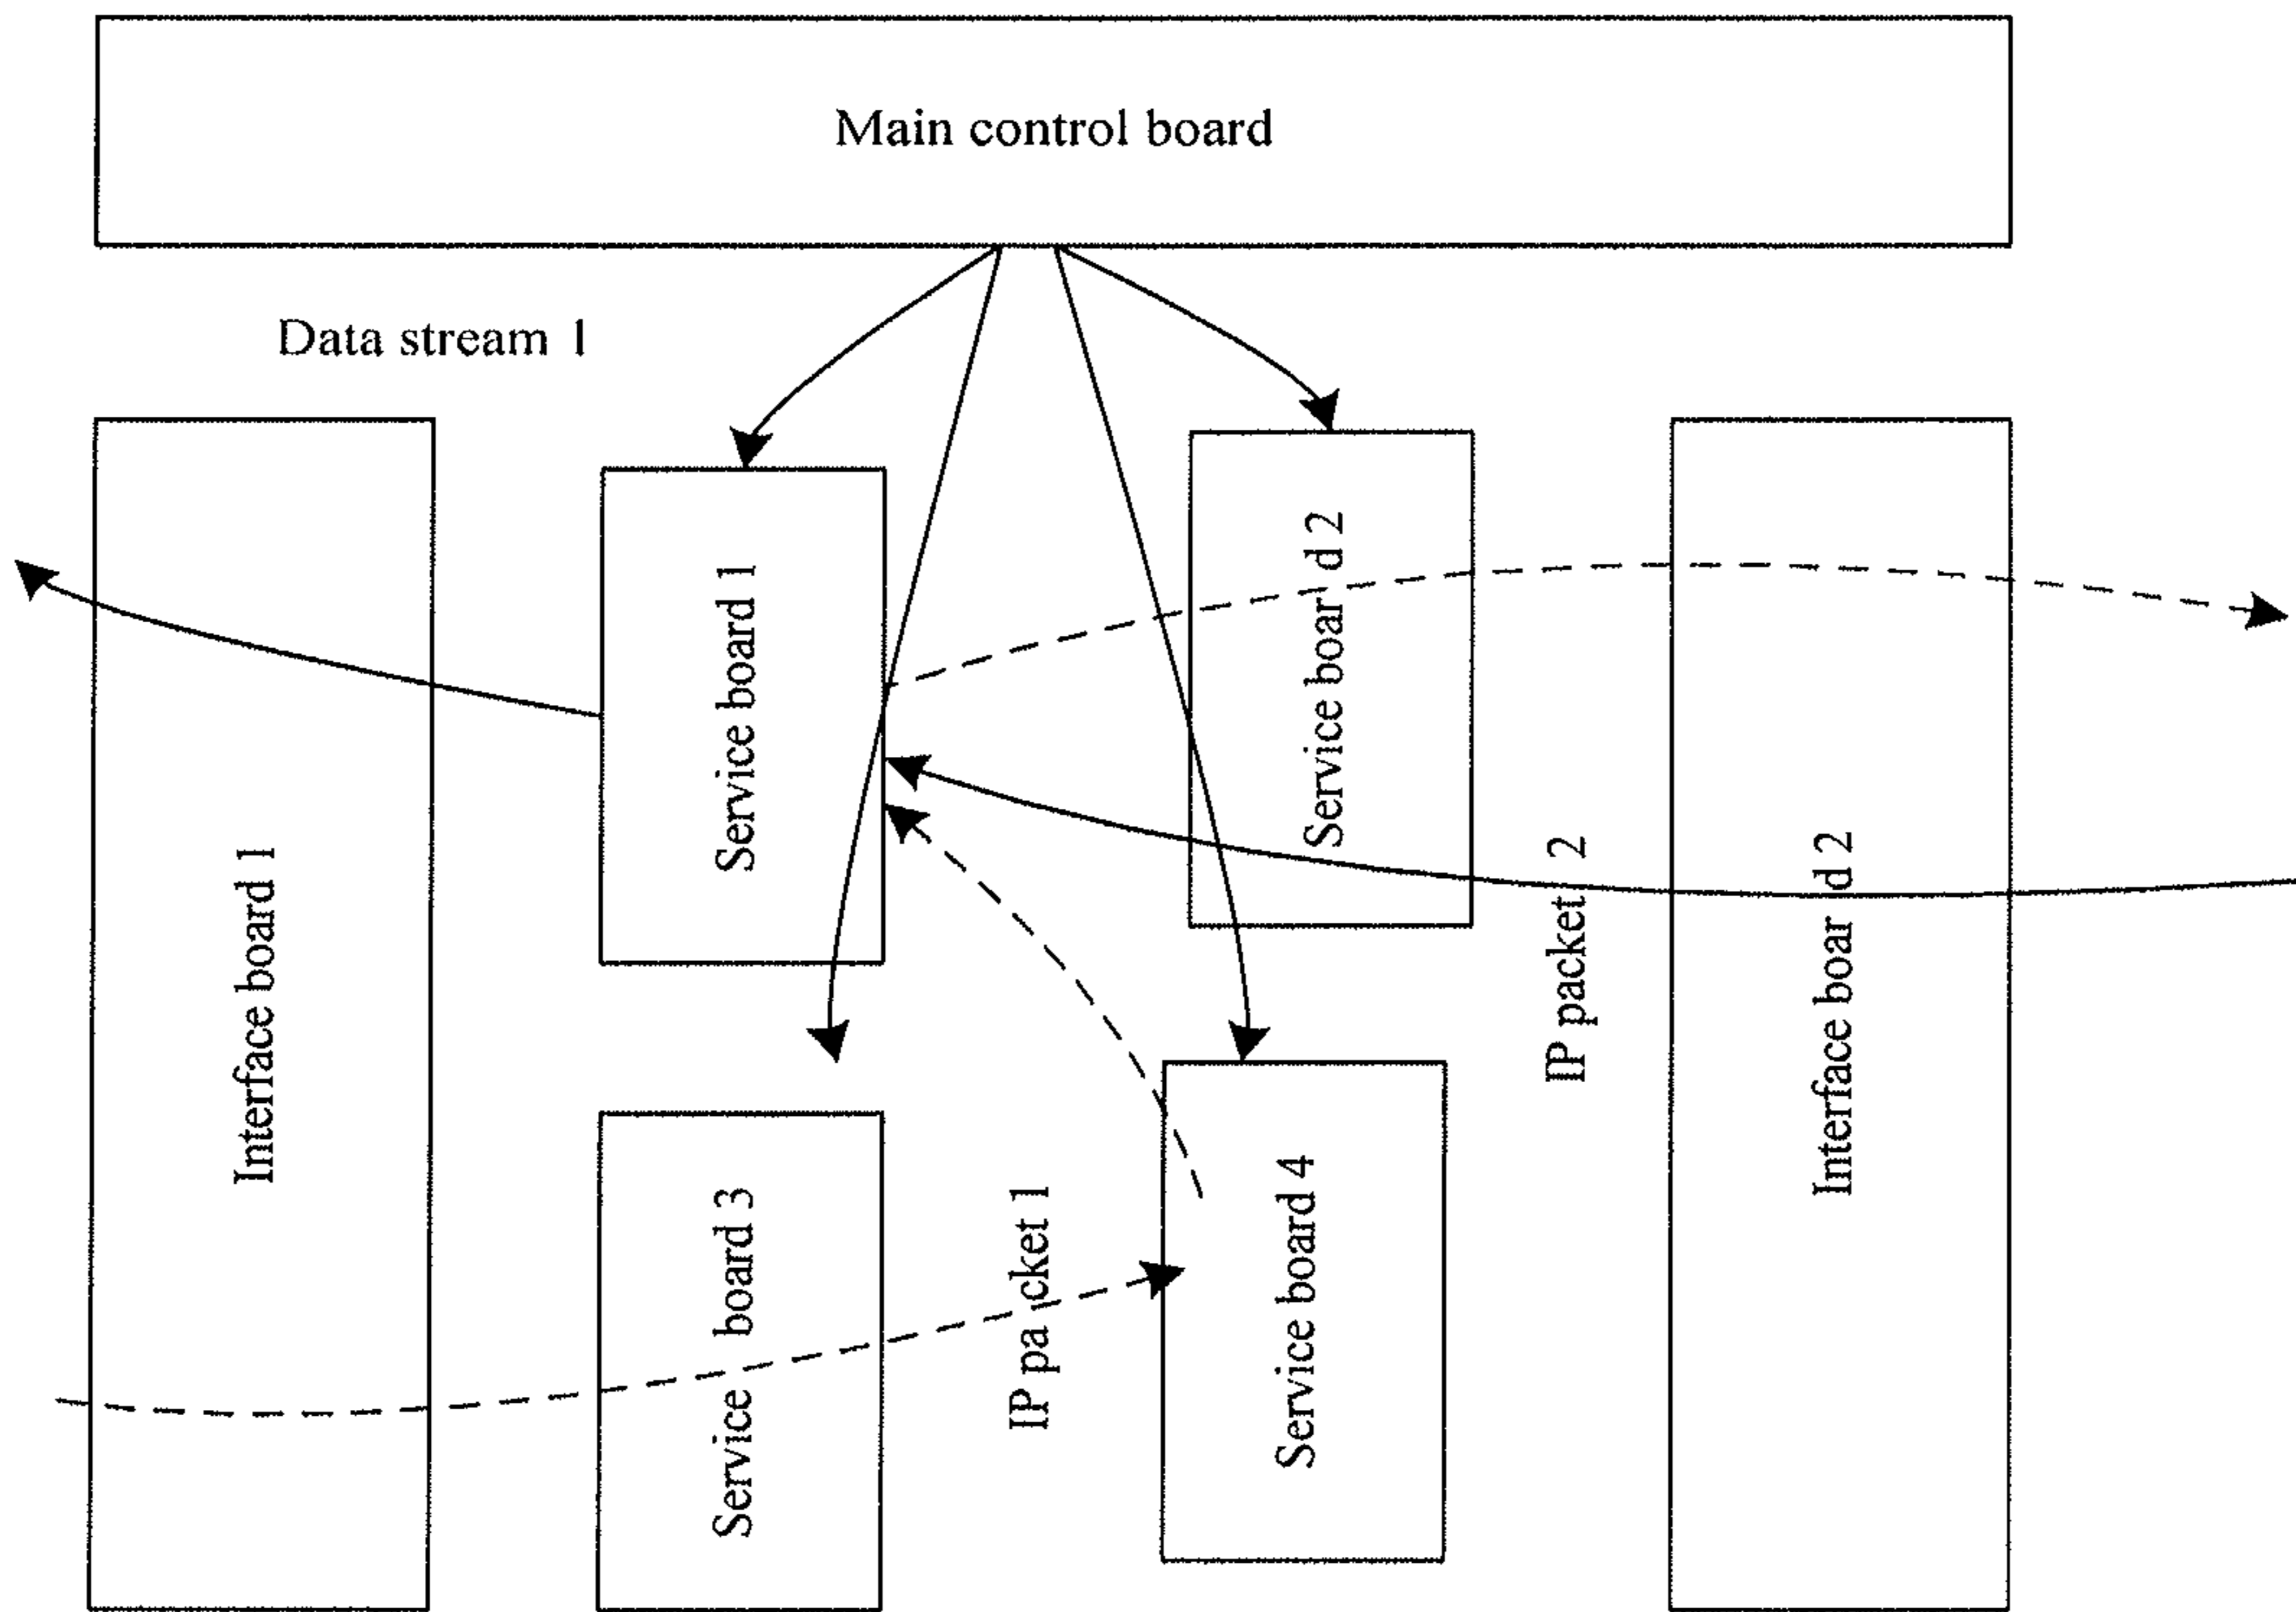 Main control board
Data stream 1
Interface board 1
Service board 1
Service boar d 2
Interface boar d 2
IP packet 2
Service board 3
IP pa cket 1
Service board 4